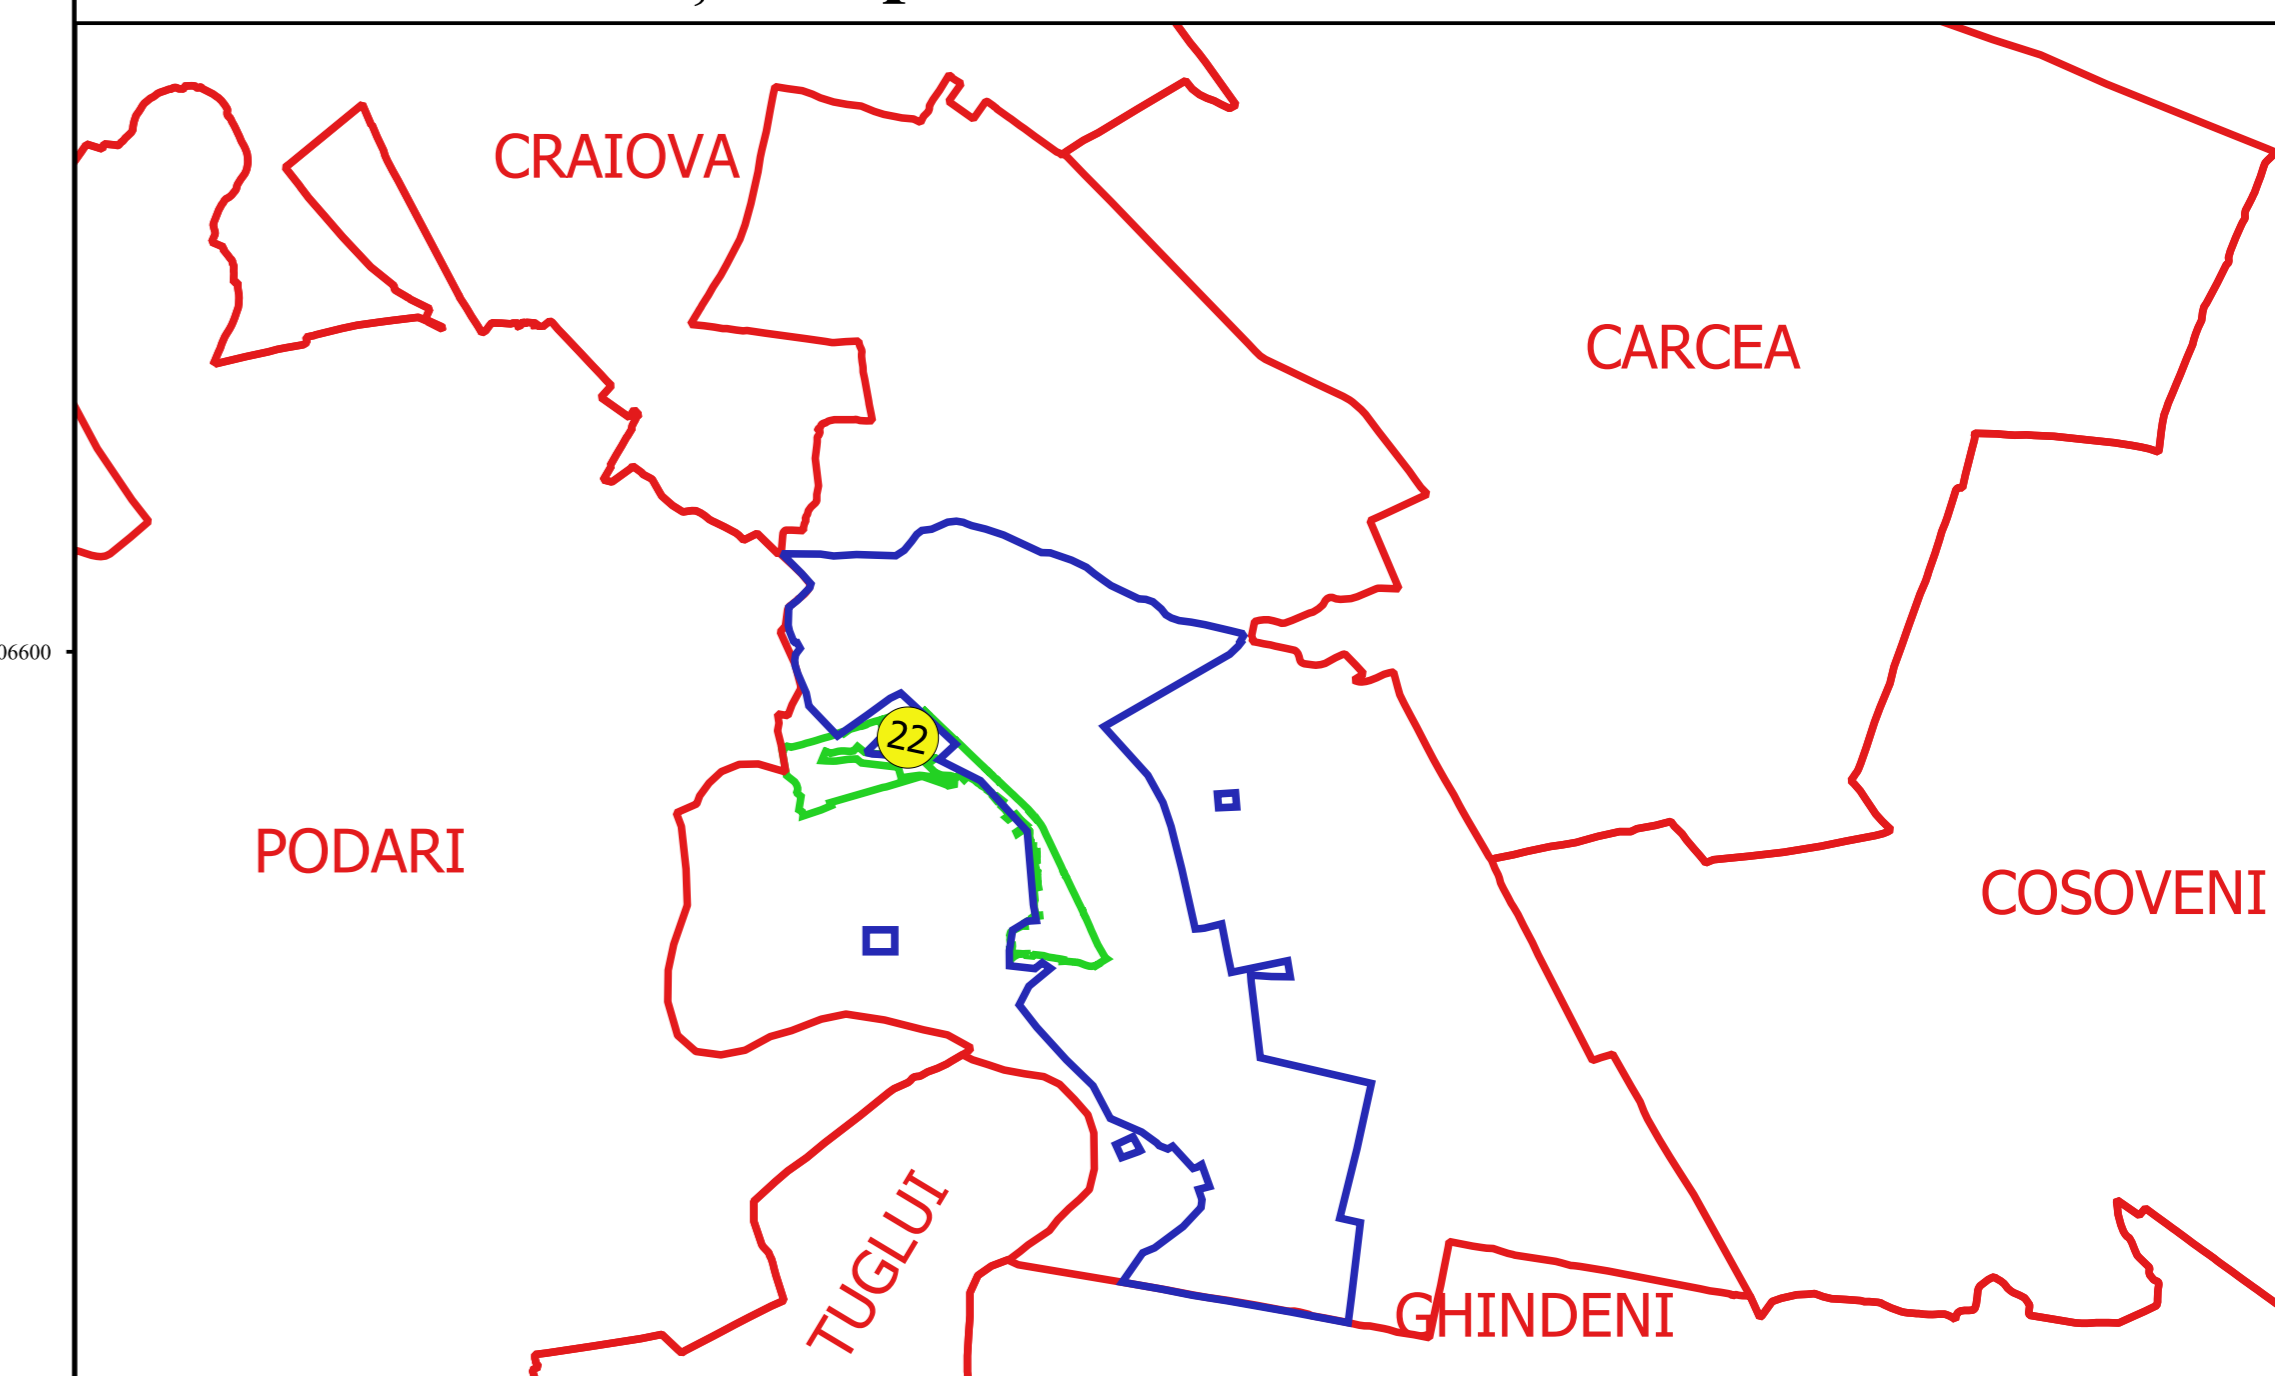 CRAIOVA
CARCEA
06600
22
PODARI
COSOVENI
TUGLUI
GHINDENI